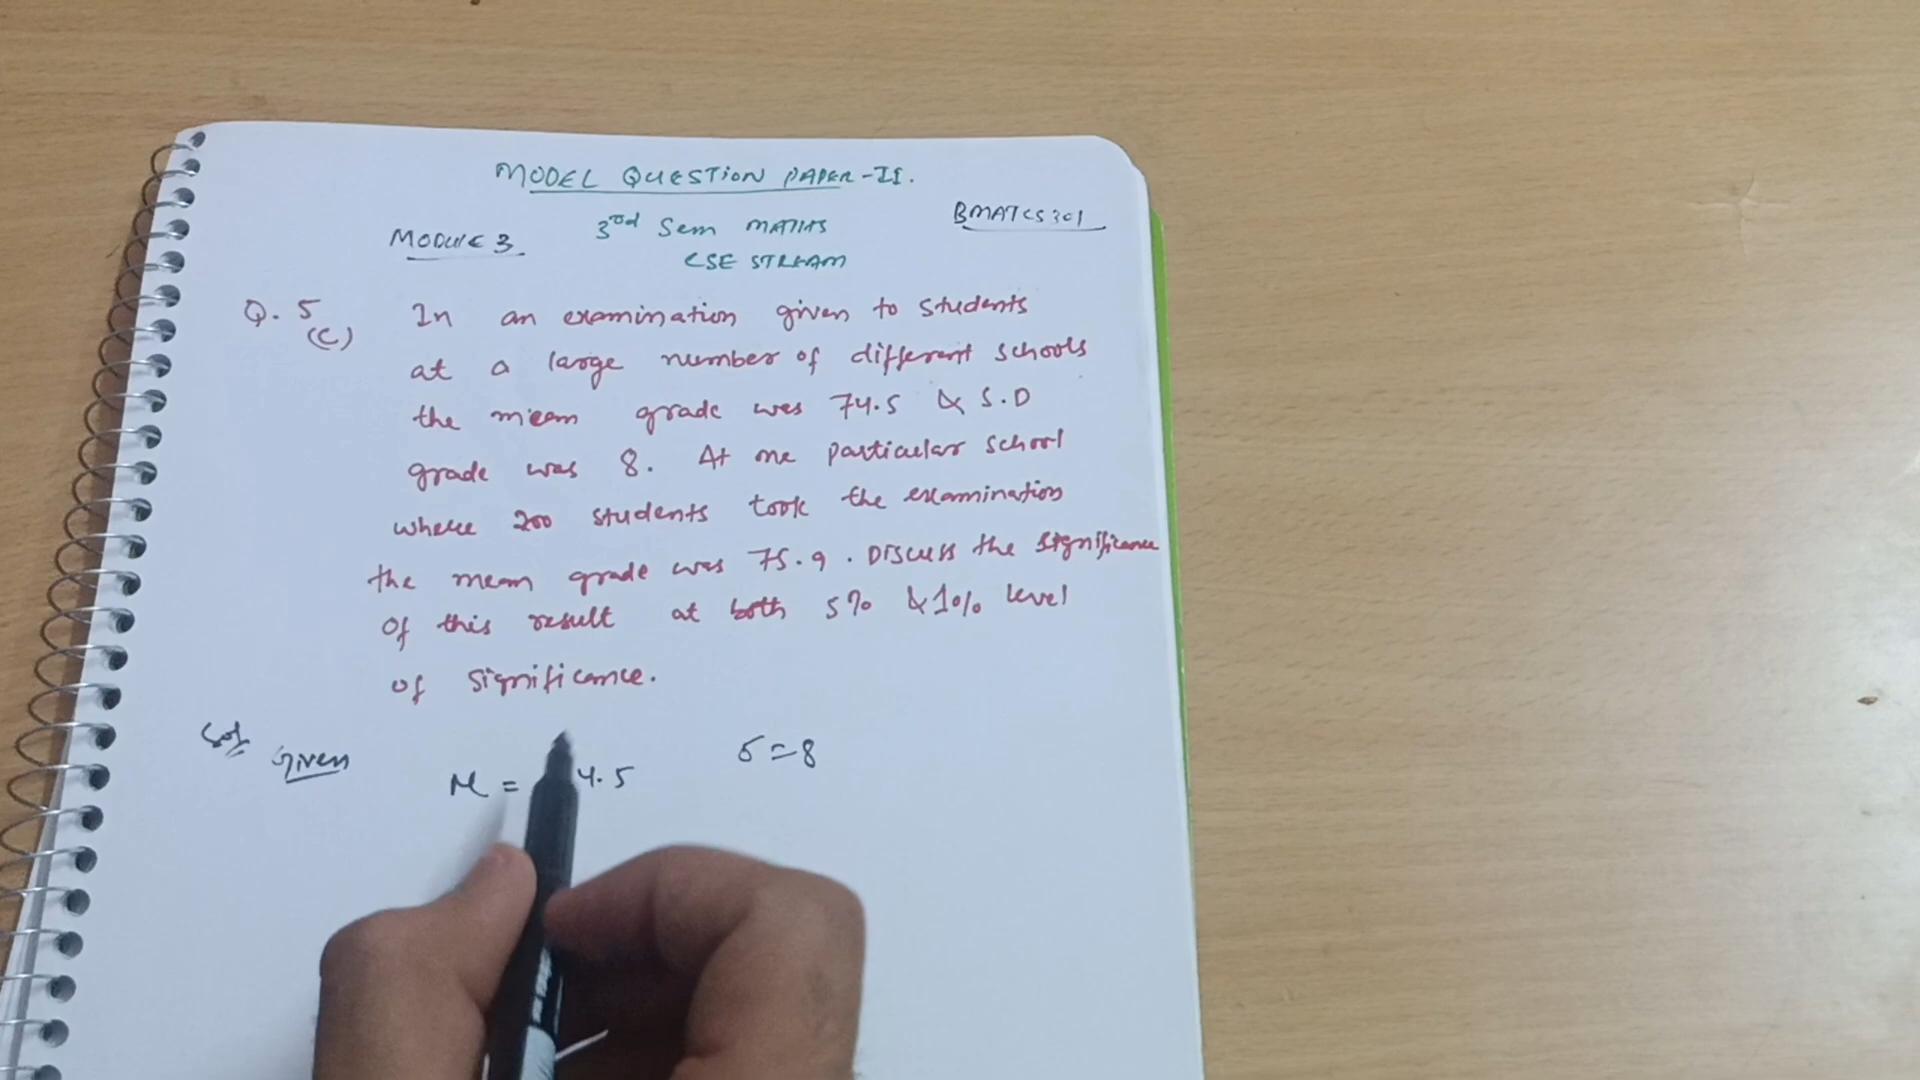 MODEL QUESTION PAPER-II.
3rd Sem MATHS
BMATCS301
MODULE 3
CSE STREAM
Q. 5 (c) In an examination given to students
at a large number of different schools
the mean grade was 74.5 & S.D
grade was 8. At one particular school
where 200 students took the examination
the mean grade was 75.9. Discuss the significance
of this result at both 5% & 1% level
of significance.
Sol
Given
μ = 4.5 σ=8